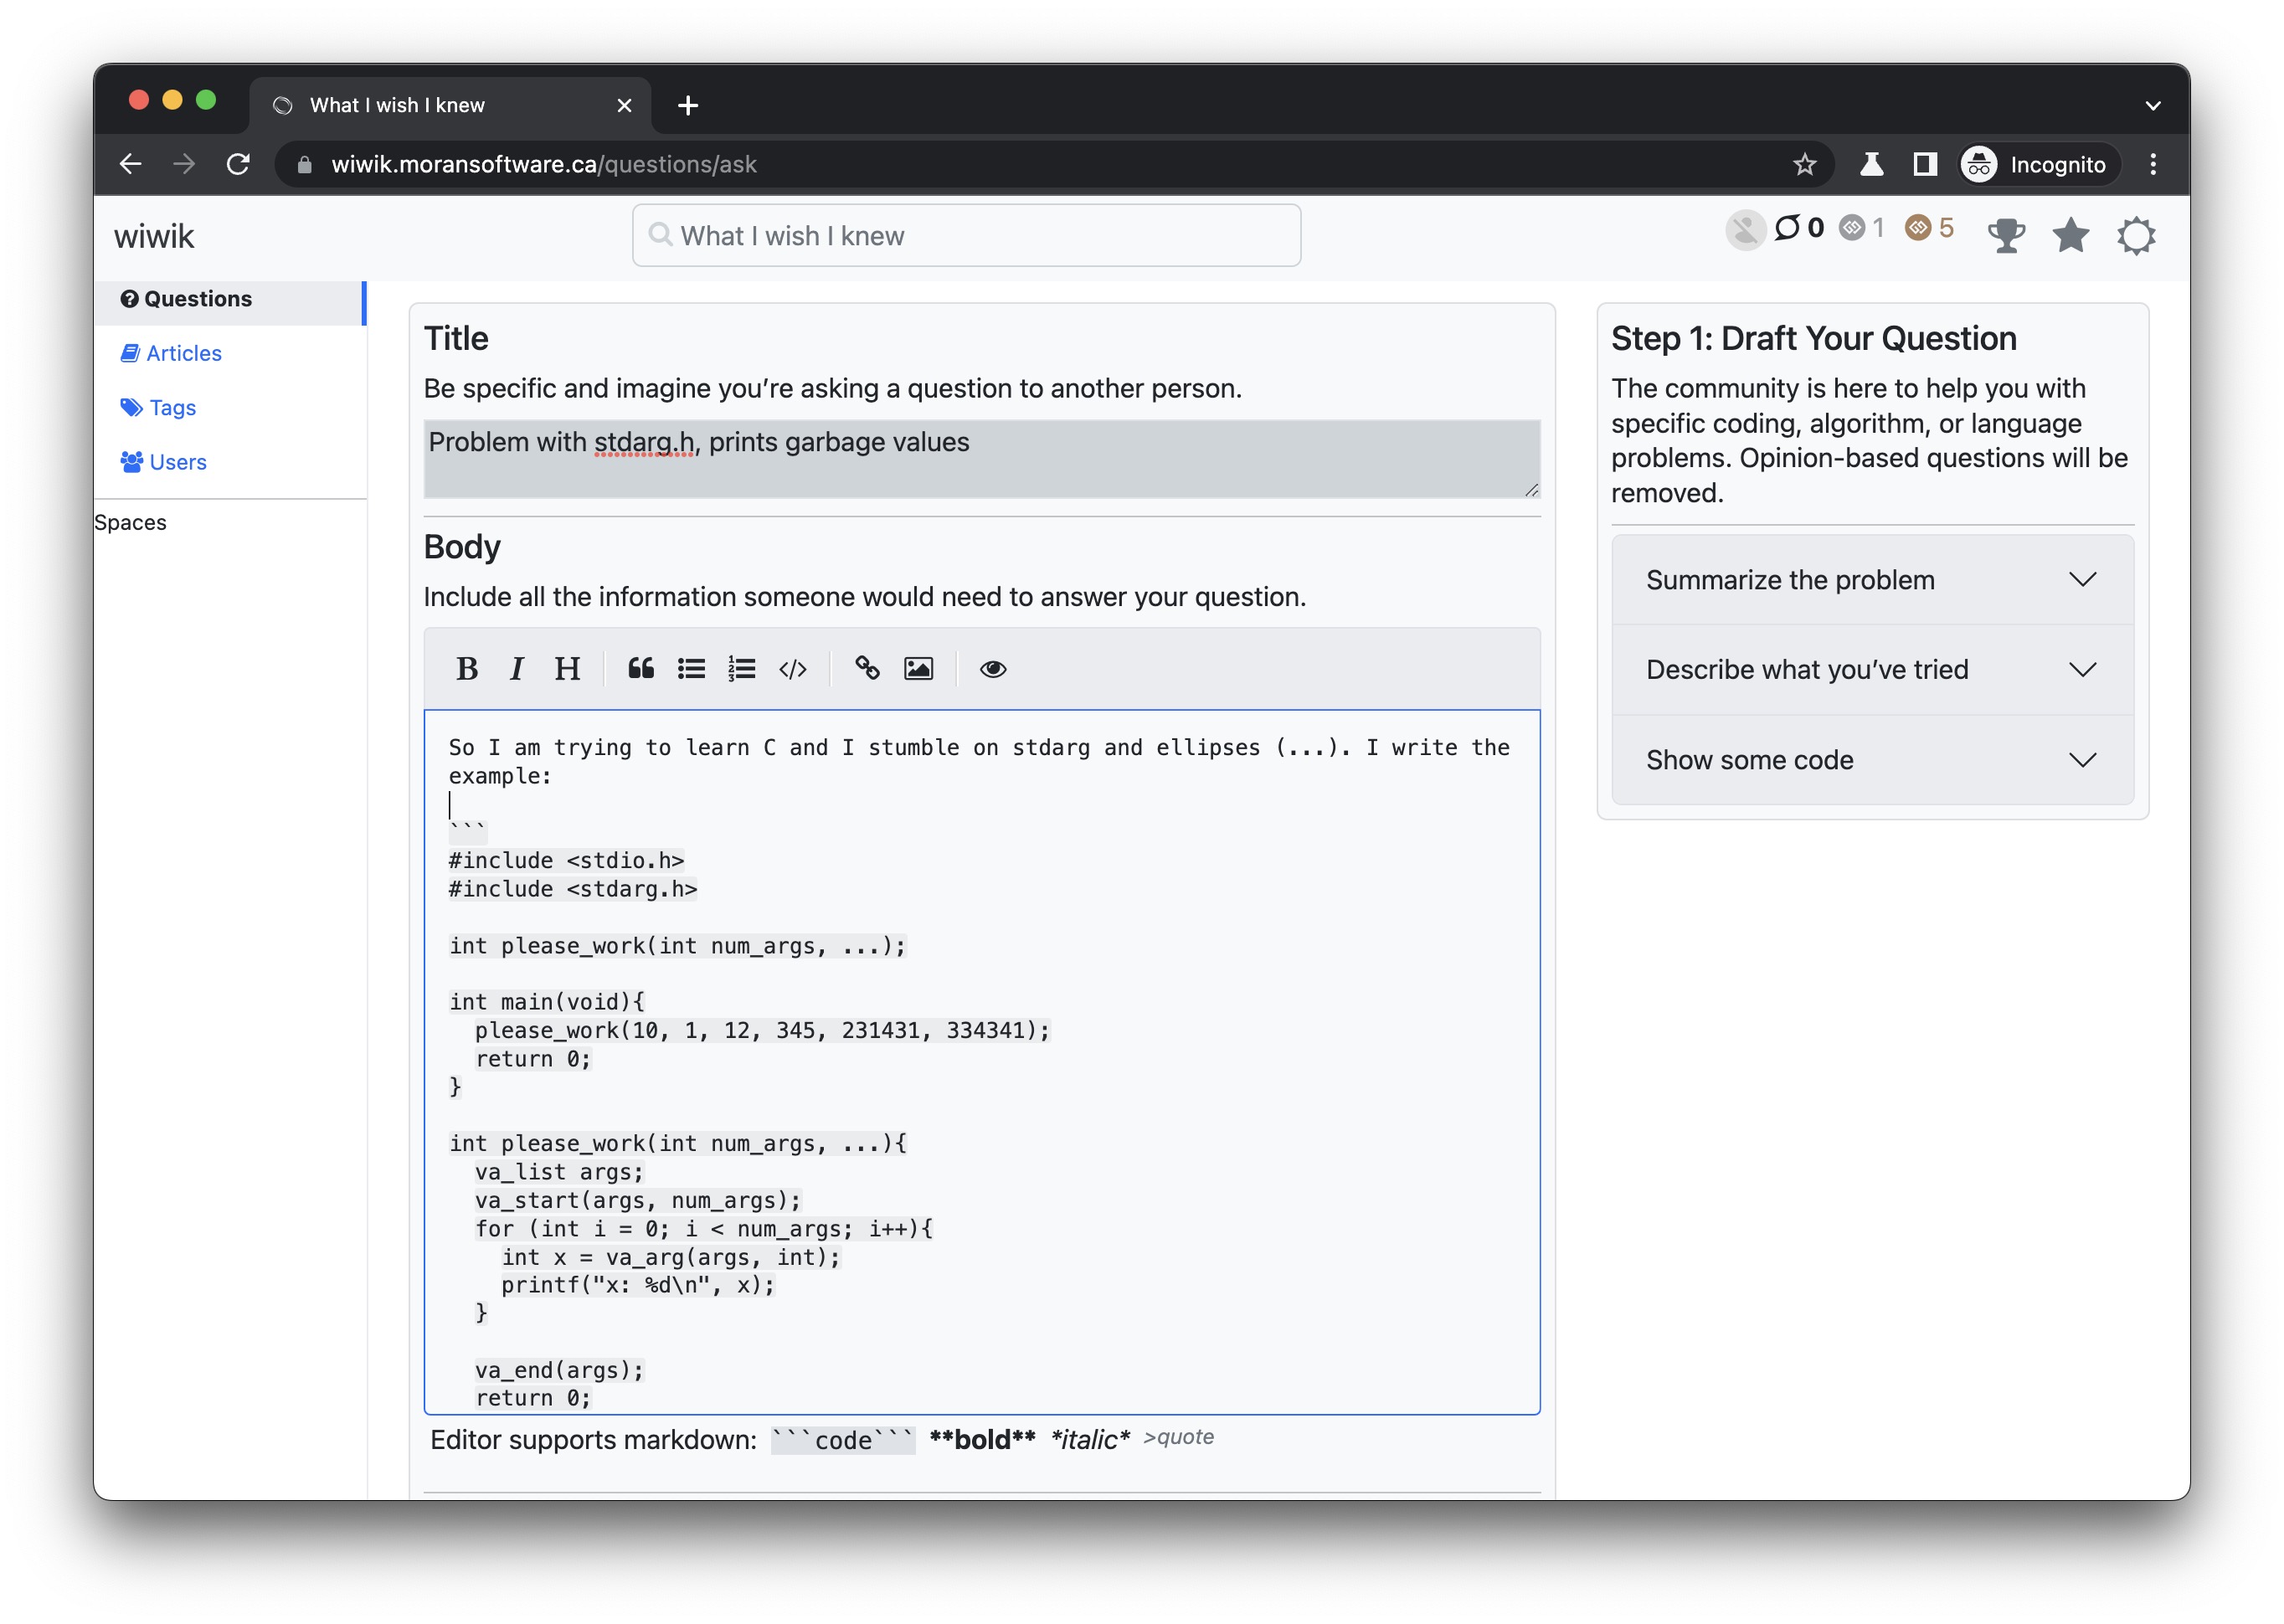 What I wish I knew
wiwik.moransoftware.ca/questions/ask
Incognito
wiwik
What I wish I knew
0 1 5
Questions
Articles
Tags
Users
Spaces
Title
Be specific and imagine you’re asking a question to another person.
Problem with stdarg.h, prints garbage values
Body
Include all the information someone would need to answer your question.
B I H
So I am trying to learn C and I stumble on stdarg and ellipses (...). I write the
example:
```
#include <stdio.h>
#include <stdarg.h>
int please_work(int num_args, ...);
int main(void){
please_work(10, 1, 12, 345, 231431, 334341);
return 0;
}
int please_work(int num_args, ...){
va_list args;
va_start(args, num_args);
for (int i = 0; i < num_args; i++){
int x = va_arg(args, int);
printf("x: %d\n", x);
}
va_end(args);
return 0;
Editor supports markdown: ```code``` **bold** *italic* >quote
Step 1: Draft Your Question
The community is here to help you with
specific coding, algorithm, or language
problems. Opinion-based questions will be
removed.
Summarize the problem
Describe what you’ve tried
Show some code